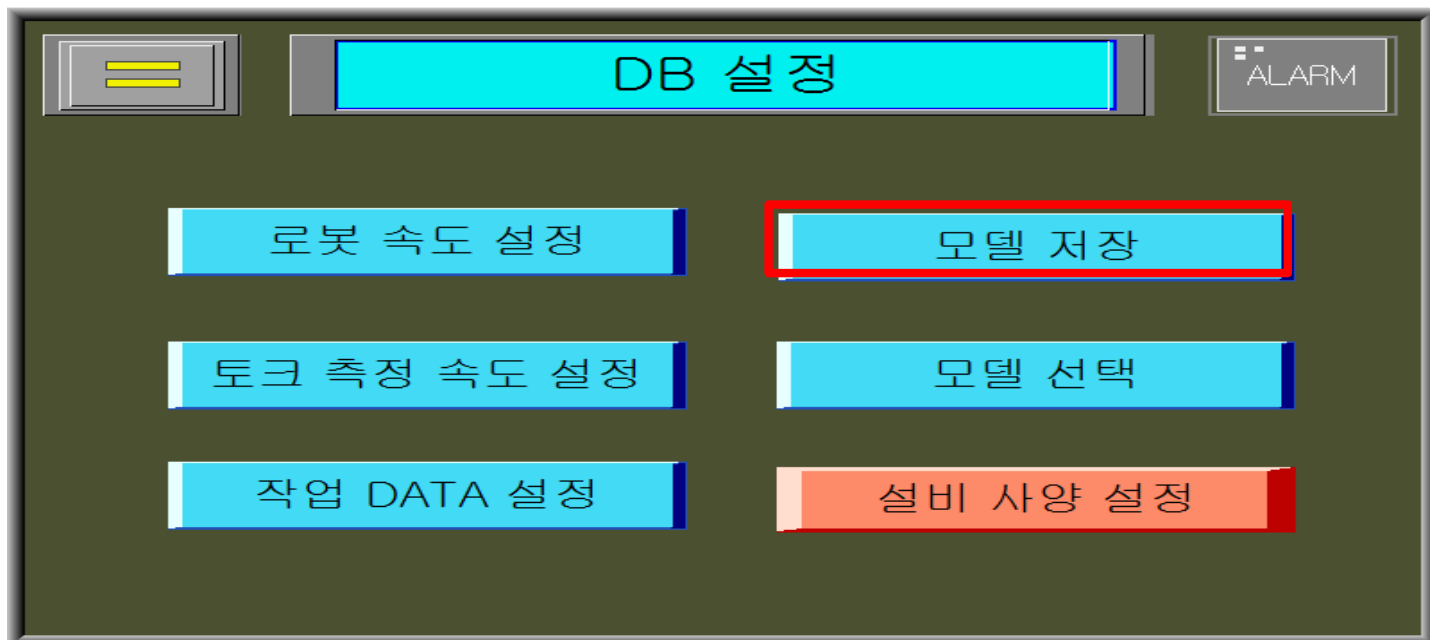 DB 설정
ALARM
로봇 속도 설정
모델 저장
토크 측정 속도 설정
모델 선택
작업 DATA 설정
설비 사양 설정